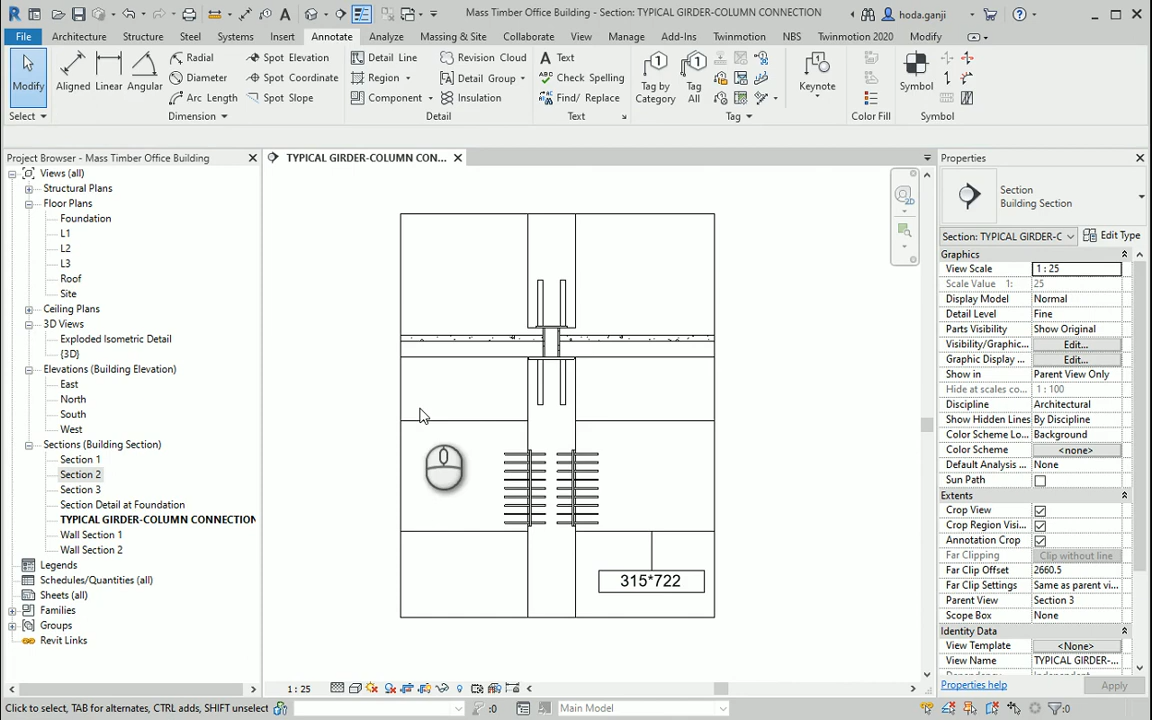 Mass Timber Office Building - Section: TYPICAL GIRDER-COLUMN CONNECTION
hoda.ganji
File Architecture Structure Steel Systems Insert Annotate Analyze Massing & Site Collaborate View Manage Add-Ins Twinmotion NBS Twinmotion 2020 Modify
Modify
Select
Aligned
Linear
Angular
Radial
Diameter
Arc Length
Spot Elevation
Spot Coordinate
Spot Slope
Dimension
Detail Line
Region
Component
Revision Cloud
Detail Group
Insulation
Detail
Text
Check Spelling
Find/ Replace
Text
Tag by
Category
Tag
All
Tag
Keynote
Color Fill
Symbol
Symbol
Project Browser - Mass Timber Office Building
Views (all)
Structural Plans
Floor Plans
Foundation
L1
L2
L3
Roof
Site
Ceiling Plans
3D Views
Exploded Isometric Detail
{3D}
Elevations (Building Elevation)
East
North
South
West
Sections (Building Section)
Section 1
Section 2
Section 3
Section Detail at Foundation
TYPICAL GIRDER-COLUMN CONNECTION
Wall Section 1
Wall Section 2
Legends
Schedules/Quantities (all)
Sheets (all)
Families
Groups
Revit Links
TYPICAL GIRDER-COLUMN CON...
2D
315*722
1 : 25
Properties
Section
Building Section
Section: TYPICAL GIRDER-C
Edit Type
Graphics
View Scale 1 : 25
Scale Value 1: 25
Display Model Normal
Detail Level Fine
Parts Visibility Show Original
Visibility/Graphic... Edit...
Graphic Display ... Edit...
Show in Parent View Only
Hide at scales co... 1 : 100
Discipline Architectural
Show Hidden Lines By Discipline
Color Scheme Lo... Background
Color Scheme <none>
Default Analysis ... None
Sun Path
Extents
Crop View
Crop Region Visi...
Annotation Crop
Far Clipping Clip without line
Far Clip Offset 2660.5
Far Clip Settings Same as parent vi...
Parent View Section 3
Scope Box None
Identity Data
View Template <None>
View Name TYPICAL GIRDER-...
Properties help
Apply
Click to select, TAB for alternates, CTRL adds, SHIFT unselect
:0
Main Model
:0